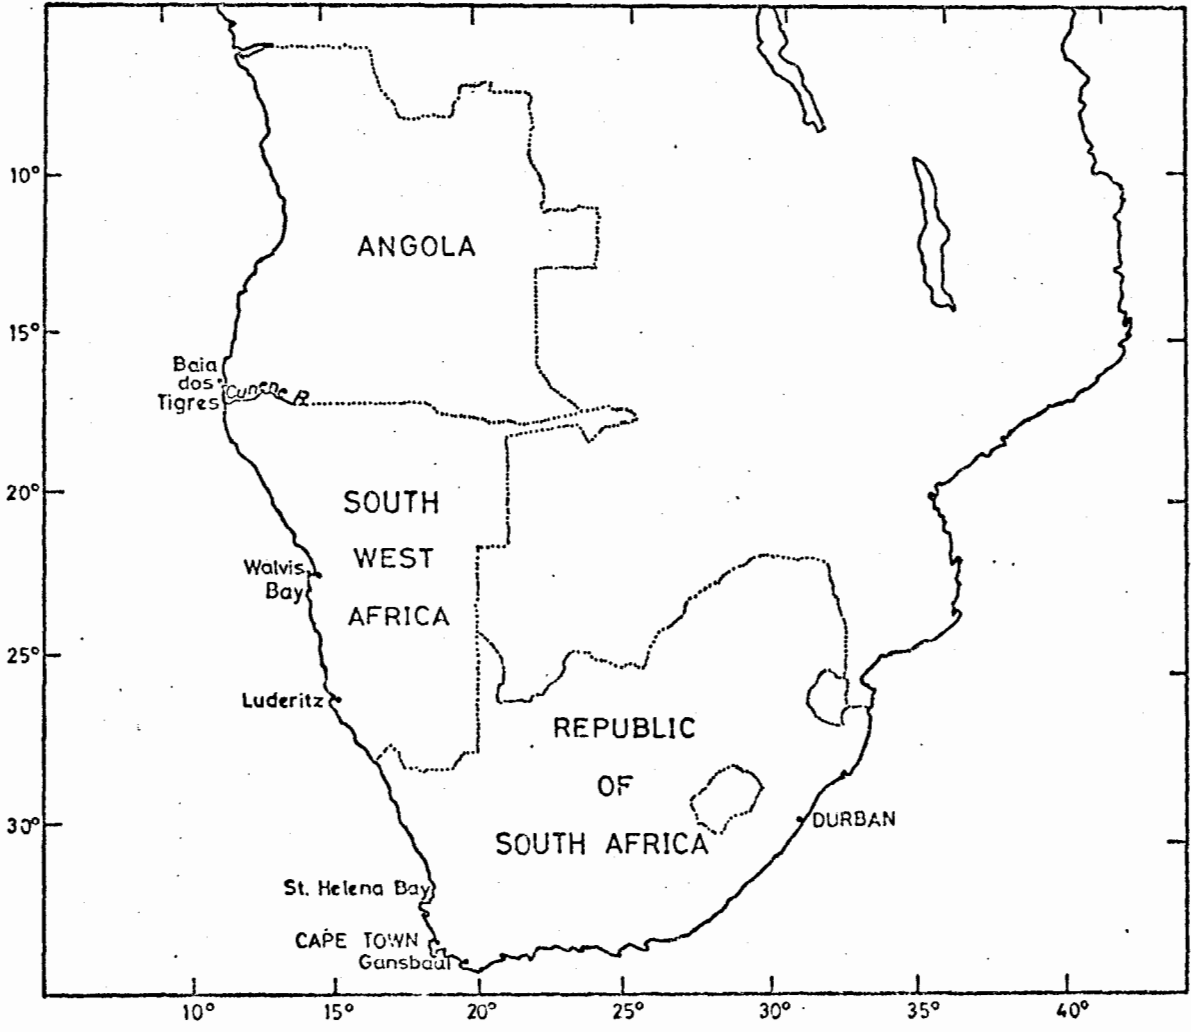 10°
ANGOLA
15°
Baia
dos
Tigres
Cunene R
20°
SOUTH
WEST
AFRICA
Walvis
Bay
25°
Luderitz
REPUBLIC
OF
SOUTH AFRICA
30°
DURBAN
St. Helena Bay
CAPE TOWN
Gansbaai
10°
15°
20°
25°
30°
35°
40°